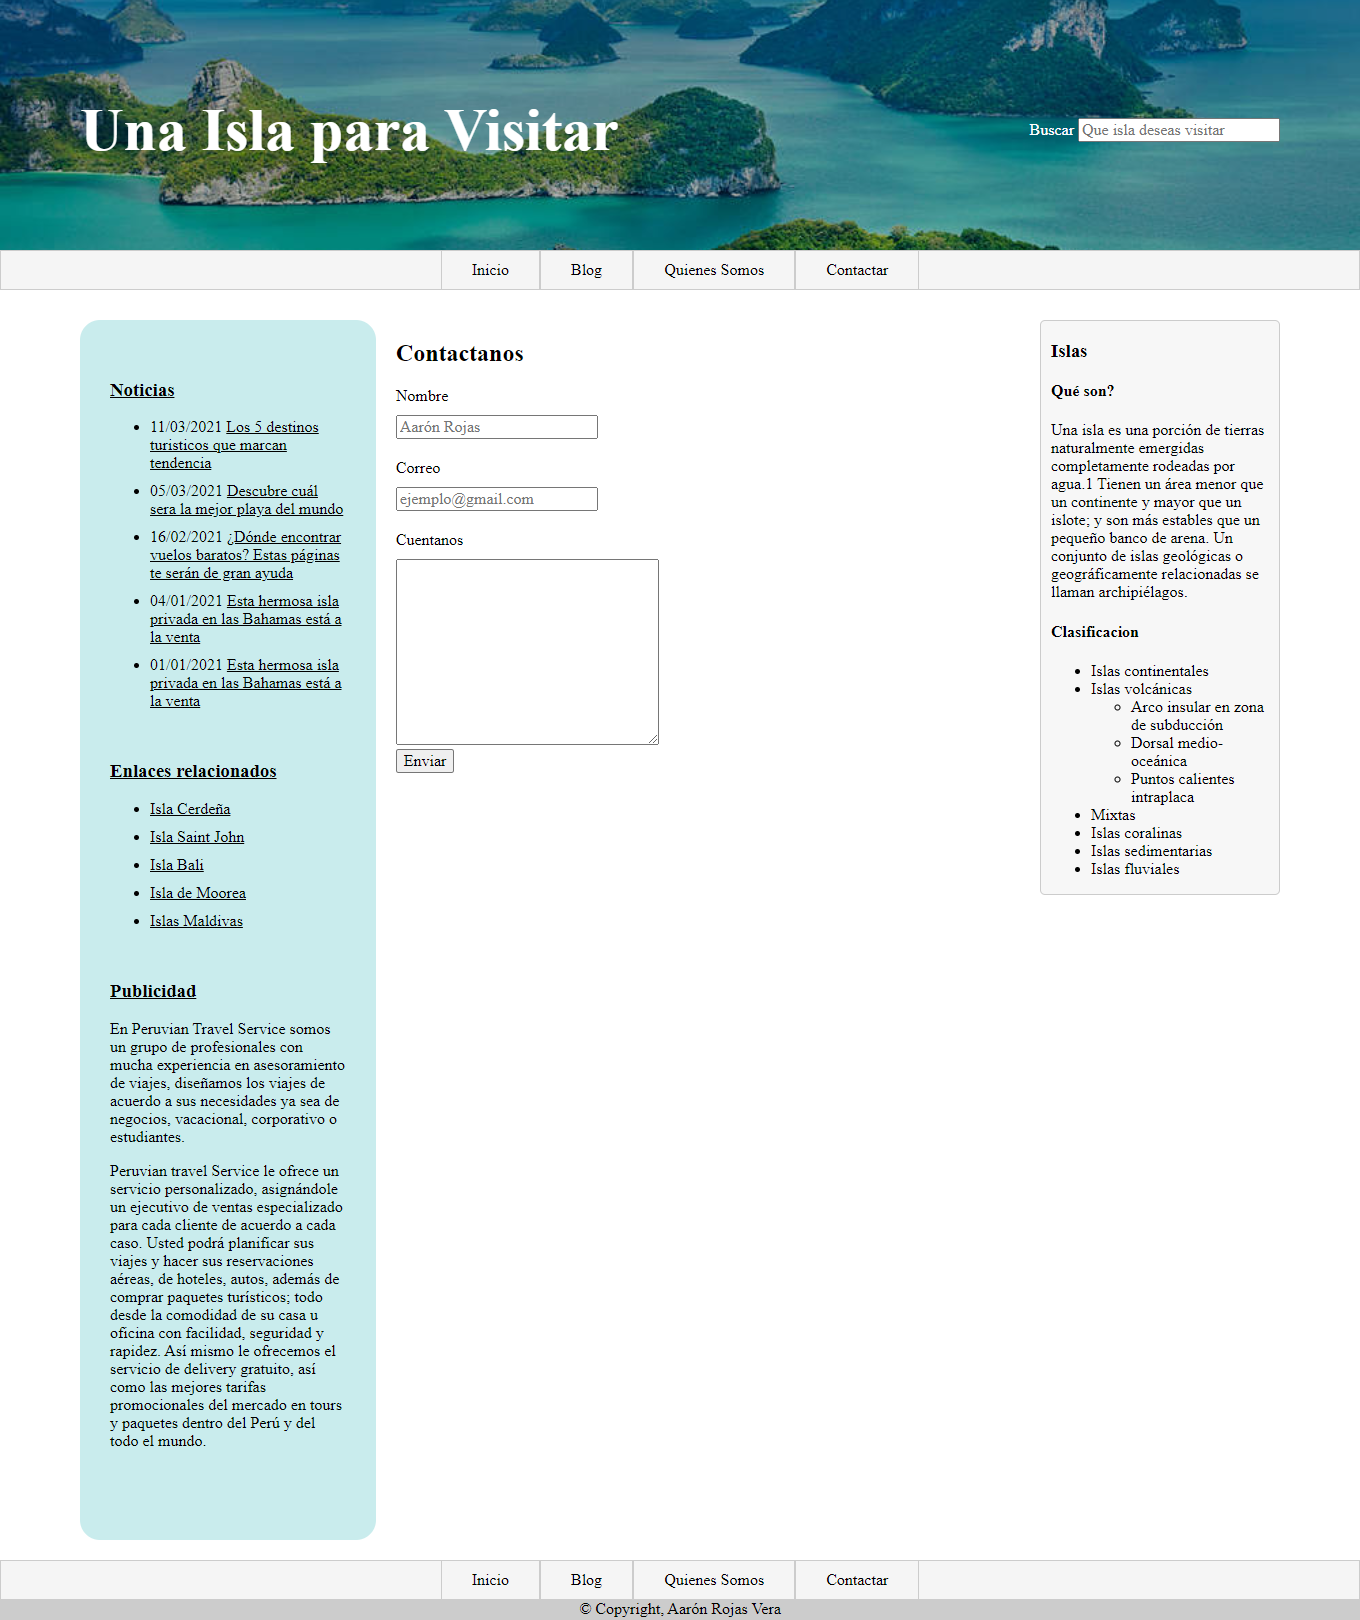 Una Isla para Visitar
Buscar Que isla deseas visitar
Inicio Blog Quienes Somos Contactar
Noticias
11/03/2021 Los 5 destinos
turisticos que marcan
tendencia
05/03/2021 Descubre cuál
sera la mejor playa del mundo
16/02/2021 ¿Dónde encontrar
vuelos baratos? Estas páginas
te serán de gran ayuda
04/01/2021 Esta hermosa isla
privada en las Bahamas está a
la venta
01/01/2021 Esta hermosa isla
privada en las Bahamas está a
la venta
Enlaces relacionados
Isla Cerdeña
Isla Saint John
Isla Bali
Isla de Moorea
Islas Maldivas
Publicidad
En Peruvian Travel Service somos
un grupo de profesionales con
mucha experiencia en asesoramiento
de viajes, diseñamos los viajes de
acuerdo a sus necesidades ya sea de
negocios, vacacional, corporativo o
estudiantes.
Peruvian travel Service le ofrece un
servicio personalizado, asignándole
un ejecutivo de ventas especializado
para cada cliente de acuerdo a cada
caso. Usted podrá planificar sus
viajes y hacer sus reservaciones
aéreas, de hoteles, autos, además de
comprar paquetes turísticos; todo
desde la comodidad de su casa u
oficina con facilidad, seguridad y
rapidez. Así mismo le ofrecemos el
servicio de delivery gratuito, así
como las mejores tarifas
promocionales del mercado en tours
y paquetes dentro del Perú y del
todo el mundo.
Contactanos
Nombre
Aarón Rojas
Correo
ejemplo@gmail.com
Cuentanos
Enviar
Islas
Qué son?
Una isla es una porción de tierras
naturalmente emergidas
completamente rodeadas por
agua.1 Tienen un área menor que
un continente y mayor que un
islote; y son más estables que un
pequeño banco de arena. Un
conjunto de islas geológicas o
geográficamente relacionadas se
llaman archipiélagos.
Clasificacion
Islas continentales
Islas volcánicas
Arco insular en zona
de subducción
Dorsal medio-
oceánica
Puntos calientes
intraplaca
Mixtas
Islas coralinas
Islas sedimentarias
Islas fluviales
Inicio Blog Quienes Somos Contactar
© Copyright, Aarón Rojas Vera